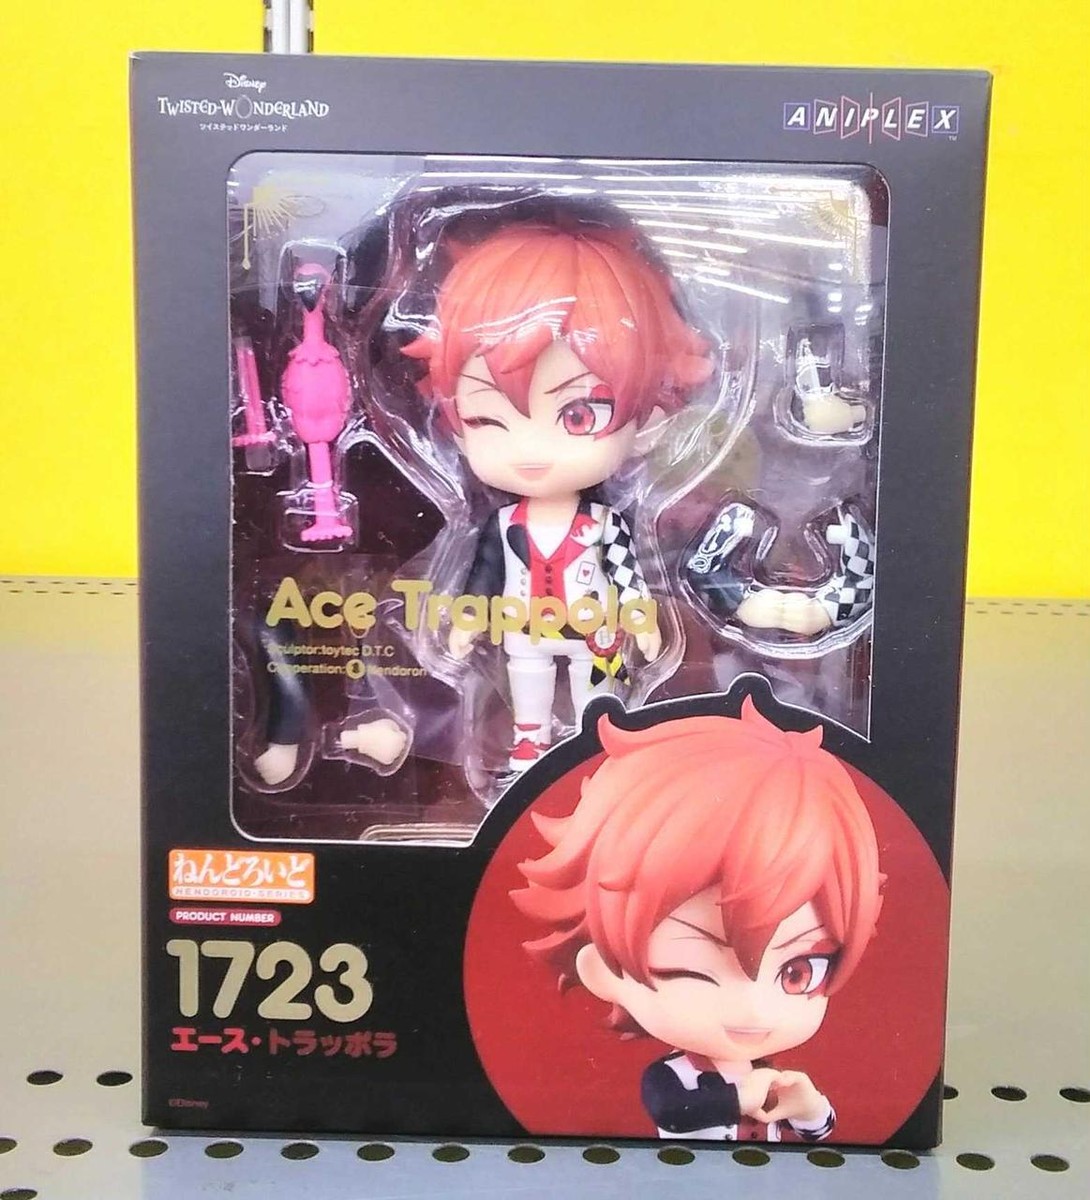 Disney
TWISTED-WONDERLAND
ツイステッドワンダーランド
ANIPLEX
TM
Ace Trappola
Sculptor:toytec D.T.C
Cooperation: Nendoron
ねんどろいど
NENDOROID·SERIES
PRODUCT NUMBER
1723
エース・トラッポラ
©Disney